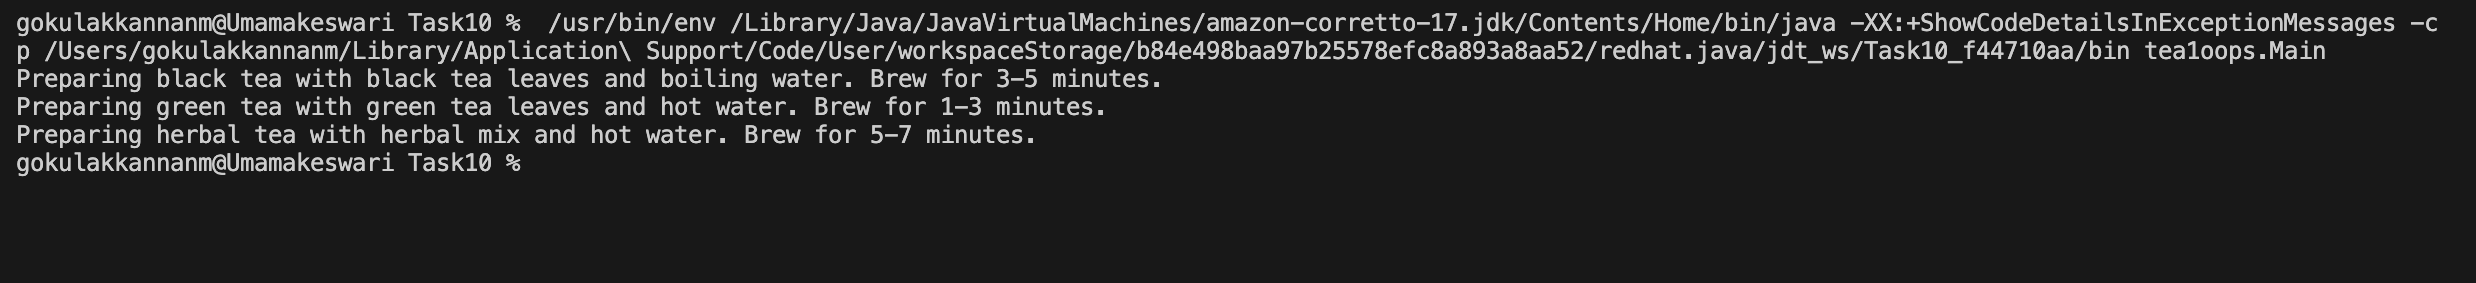 gokulakkannanm@Umamakeswari Task10 %  /usr/bin/env /Library/Java/JavaVirtualMachines/amazon-corretto-17.jdk/Contents/Home/bin/java -XX:+ShowCodeDetailsInExceptionMessages -c
p /Users/gokulakkannanm/Library/Application\ Support/Code/User/workspaceStorage/b84e498baa97b25578efc8a893a8aa52/redhat.java/jdt_ws/Task10_f44710aa/bin tea1oops.Main
Preparing black tea with black tea leaves and boiling water. Brew for 3-5 minutes.
Preparing green tea with green tea leaves and hot water. Brew for 1-3 minutes.
Preparing herbal tea with herbal mix and hot water. Brew for 5-7 minutes.
gokulakkannanm@Umamakeswari Task10 %